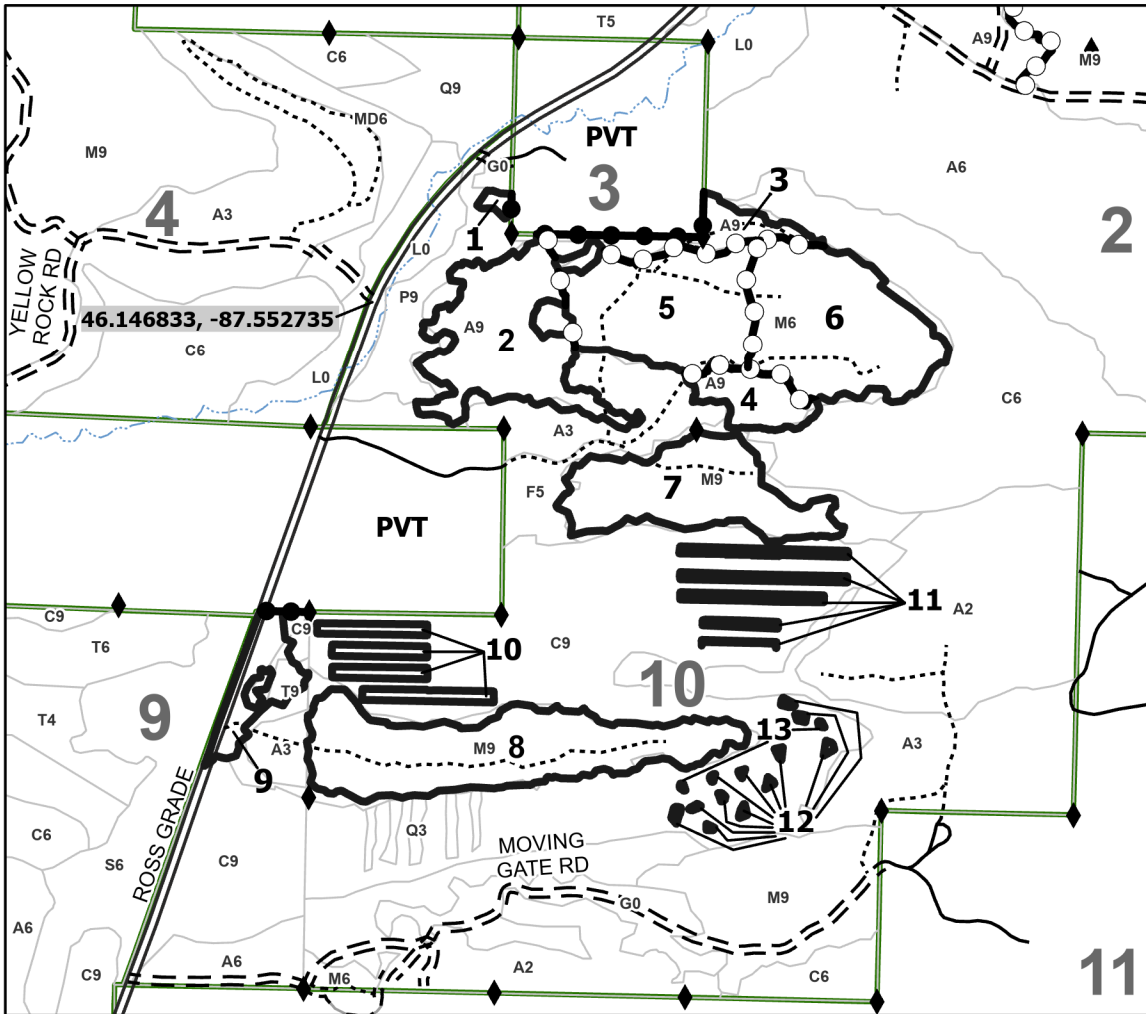 T5
C6
L0
A9
M9
Q9
MD6
PVT
M9
G0
A6
3
3
4
A3
1
A9
2
L0
YELLOW
ROCK RD
P9
46.146833, -87.552735
A9
2
5
M6
6
C6
L0
A9
4
C6
A3
7
M9
F5
PVT
11
A2
C9
C9
T6
10
C9
10
T9
T4
9
A3
M9
8
13
A3
9
ROSS GRADE
12
C6
Q3
S6
C9
MOVING
GATE RD
M9
G0
A6
A6
C9
M6
A2
C6
11